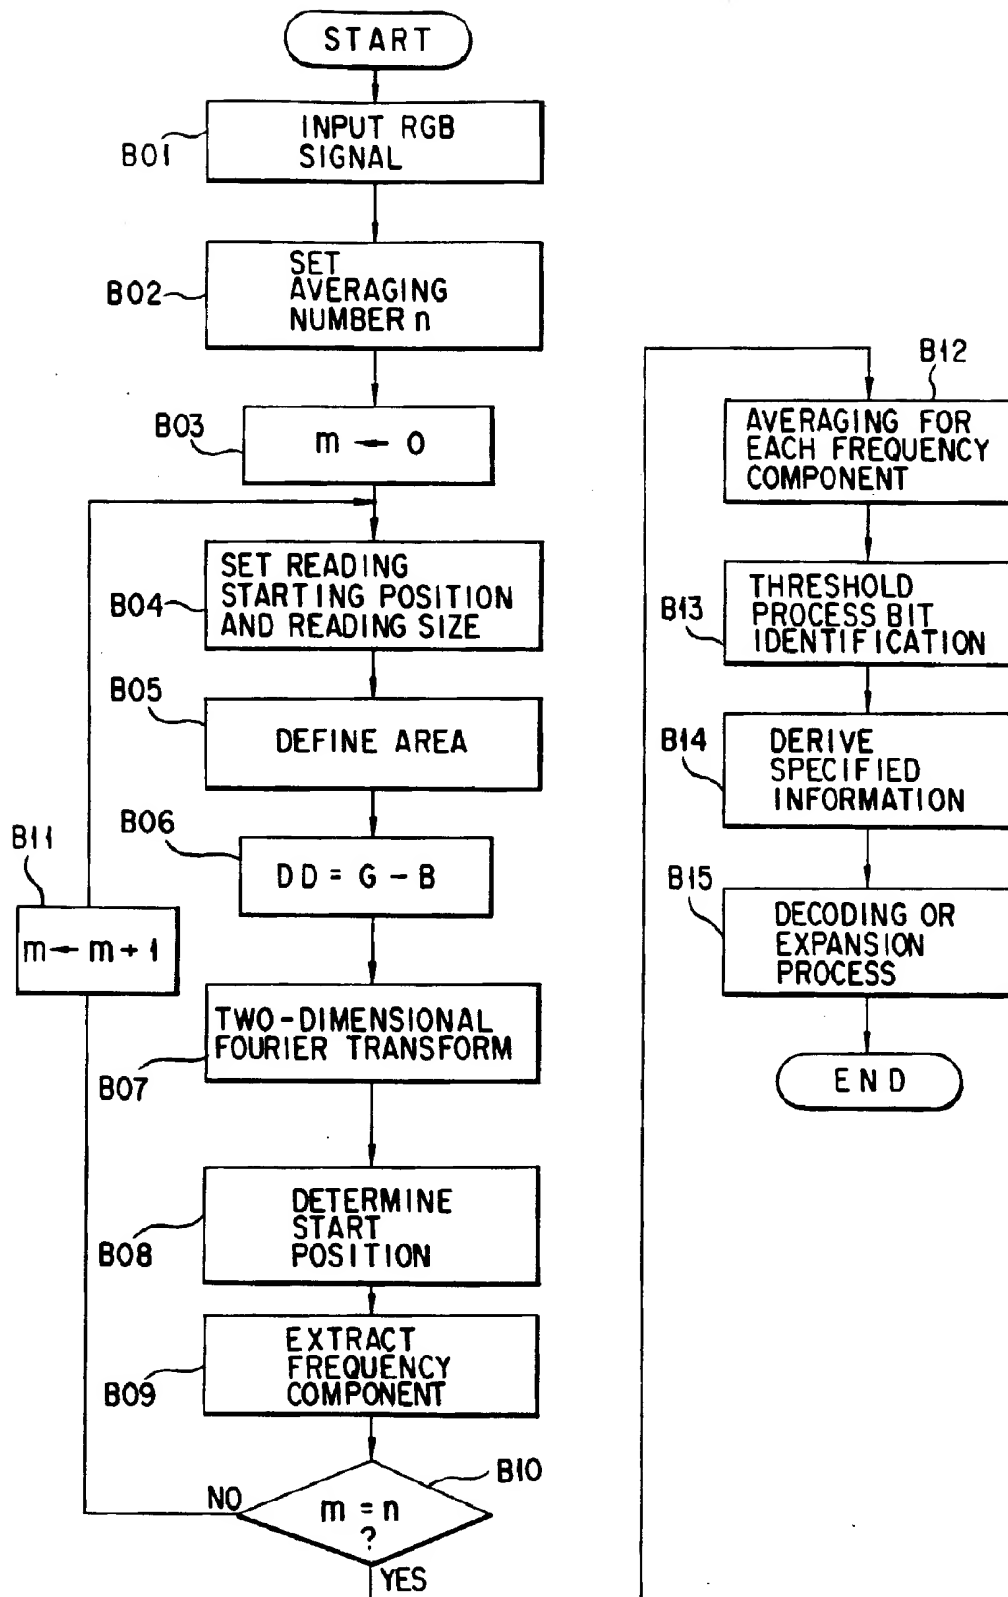 START
INPUT RGB
SIGNAL
B01
SET
AVERAGING
NUMBER n
B02
B03
m ← 0
SET READING
STARTING POSITION
AND READING SIZE
B04
B05
DEFINE AREA
B06
DD = G - B
B11
m ← m + 1
TWO-DIMENSIONAL
FOURIER TRANSFORM
B07
DETERMINE
START
POSITION
B08
EXTRACT
FREQUENCY
COMPONENT
B09
B10
NO
m = n
?
YES
B12
AVERAGING FOR
EACH FREQUENCY
COMPONENT
B13
THRESHOLD
PROCESS BIT
IDENTIFICATION
B14
DERIVE
SPECIFIED
INFORMATION
B15
DECODING OR
EXPANSION
PROCESS
END